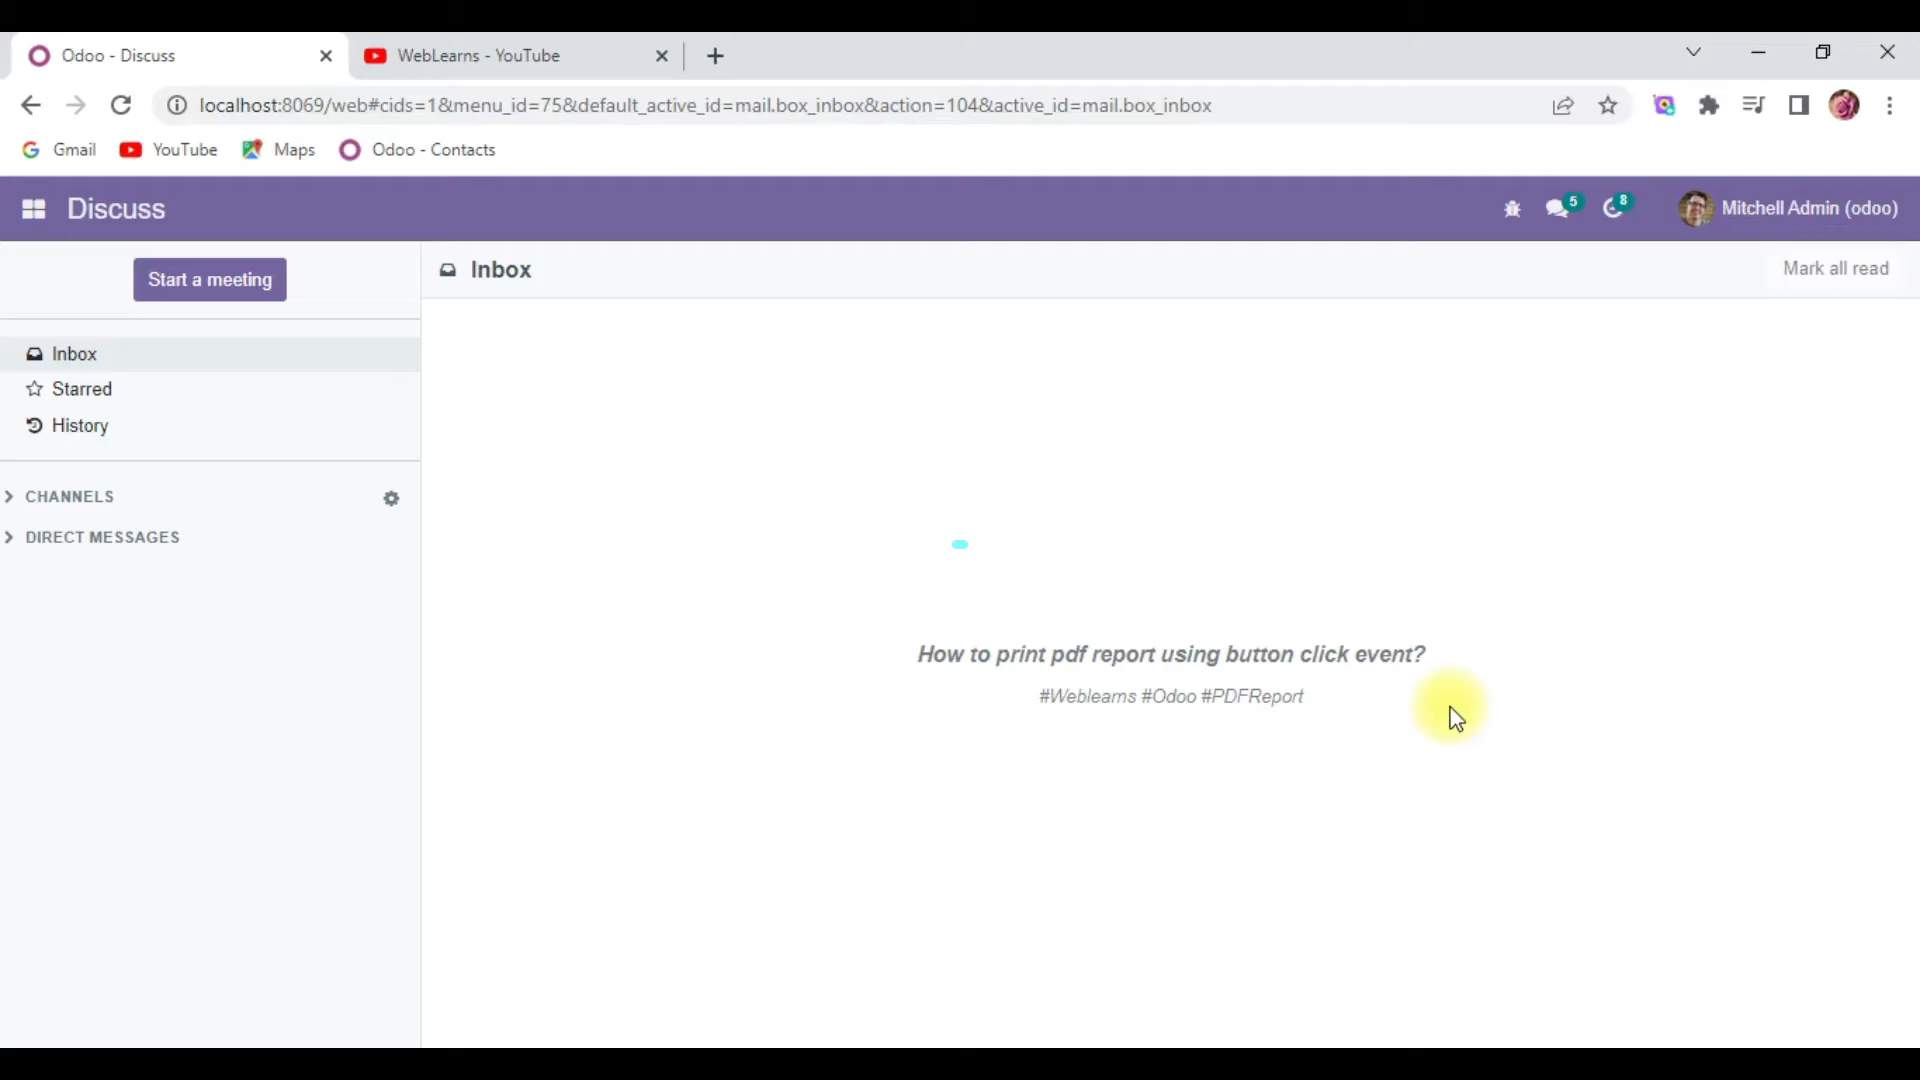 Odoo - Discuss
WebLearns - YouTube
localhost:8069/web#cids=1&menu_id=75&default_active_id=mail.box_inbox&action=104&active_id=mail.box_inbox
Gmail
YouTube
Maps
Odoo - Contacts
Discuss
5
8
Mitchell Admin (odoo)
Start a meeting
Inbox
Mark all read
Inbox
Starred
History
CHANNELS
DIRECT MESSAGES
How to print pdf report using button click event?
#Weblearns #Odoo #PDFReport